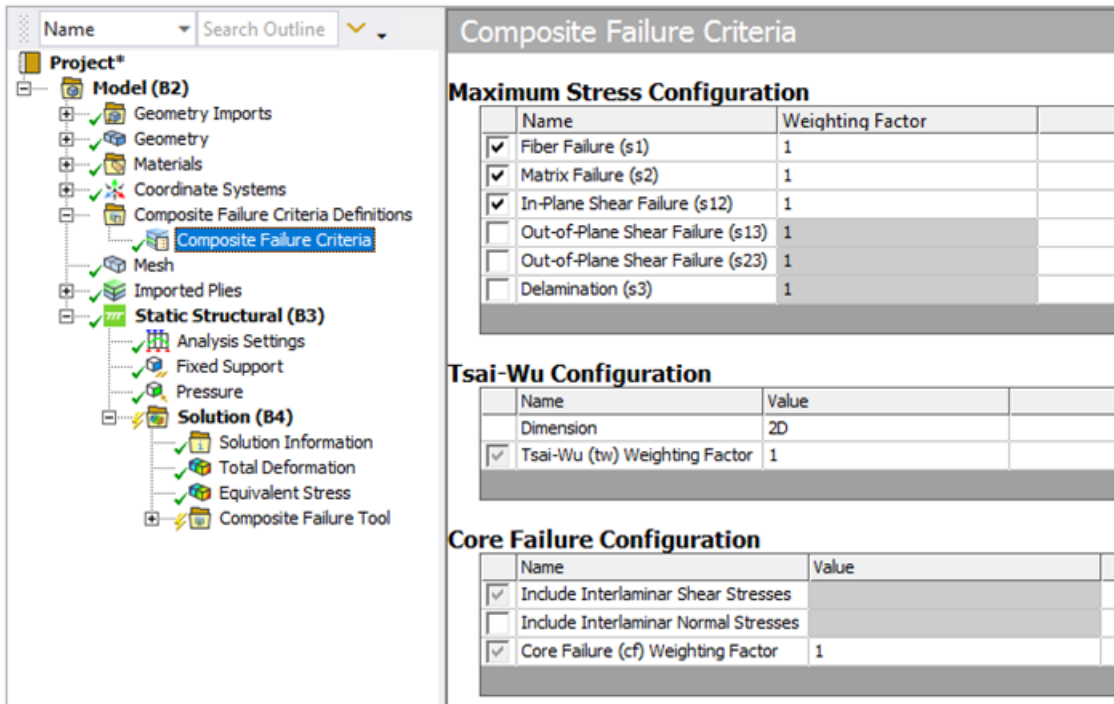 Name
Search Outline
Project*
Model (B2)
Geometry Imports
Geometry
Materials
Coordinate Systems
Composite Failure Criteria Definitions
Composite Failure Criteria
Mesh
Imported Plies
Static Structural (B3)
Analysis Settings
Fixed Support
Pressure
Solution (B4)
Solution Information
Total Deformation
Equivalent Stress
Composite Failure Tool
Composite Failure Criteria
Maximum Stress Configuration
Name Weighting Factor
Fiber Failure (s1) 1
Matrix Failure (s2) 1
In-Plane Shear Failure (s12) 1
Out-of-Plane Shear Failure (s13) 1
Out-of-Plane Shear Failure (s23) 1
Delamination (s3) 1
Tsai-Wu Configuration
Name Value
Dimension 2D
Tsai-Wu (tw) Weighting Factor 1
Core Failure Configuration
Name Value
Include Interlaminar Shear Stresses
Include Interlaminar Normal Stresses
Core Failure (cf) Weighting Factor 1